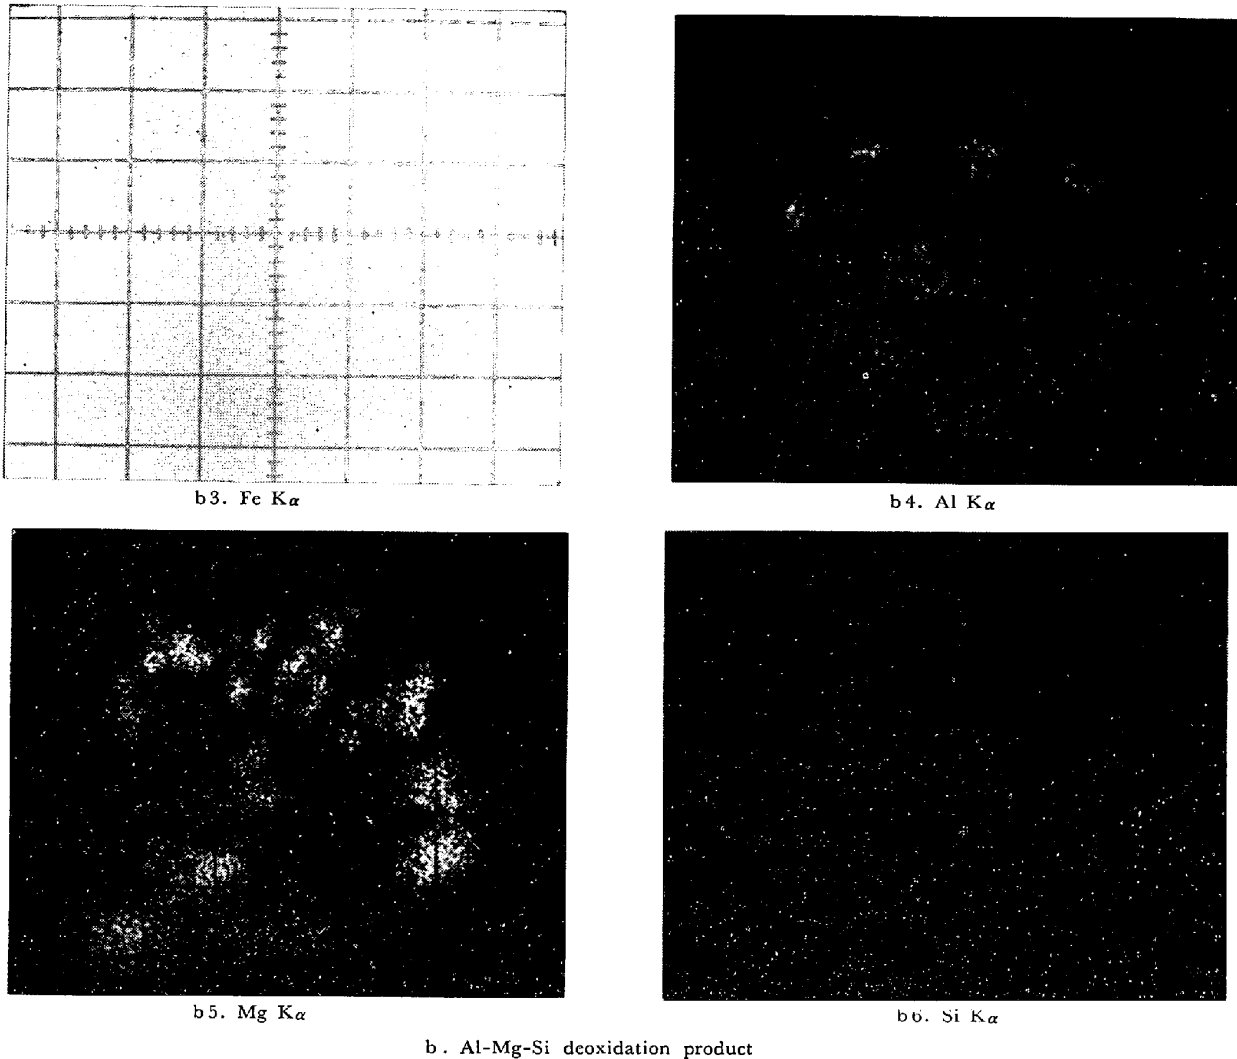 b3. Fe Kα
b4. Al Kα
b5. Mg Kα
b6. Si Kα
b. Al-Mg-Si deoxidation product